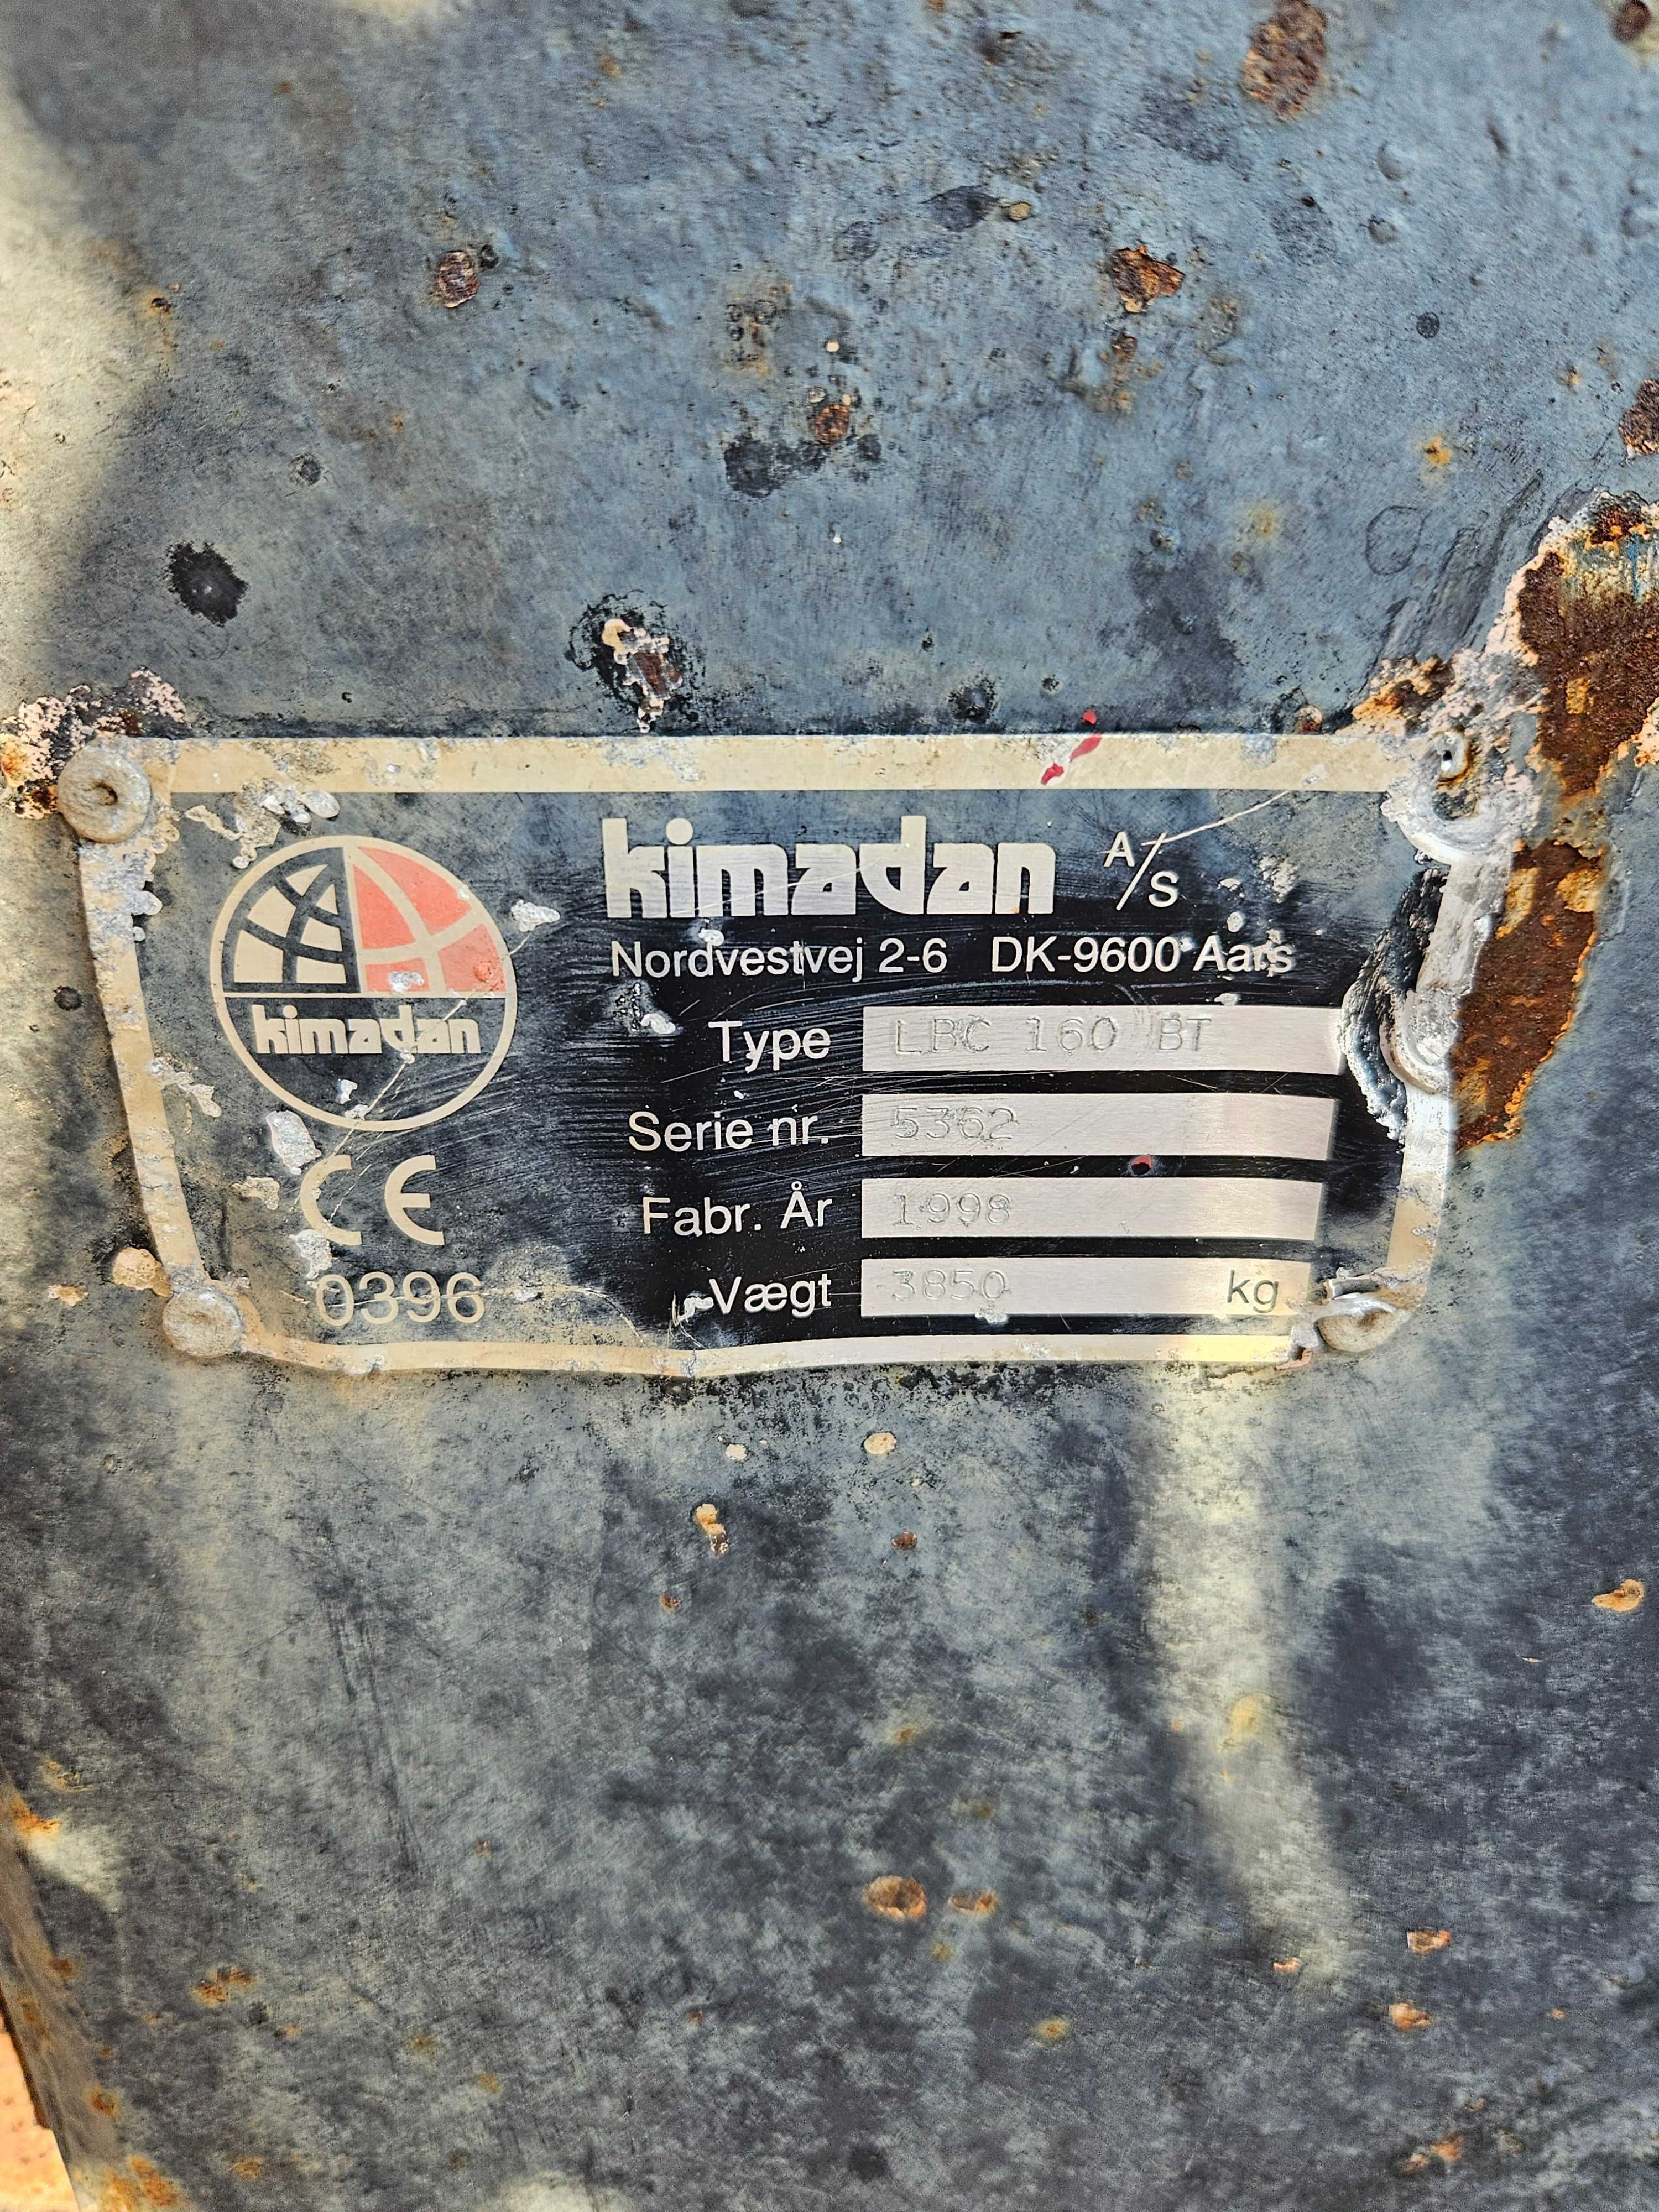 kimadan A/S
Nordvestvej 2-6 DK-9600 Aars
kimadan
Type LBC 160 BT
Serie nr. 5362
Fabr. År 1998
Vægt 3850 kg
CE
0396